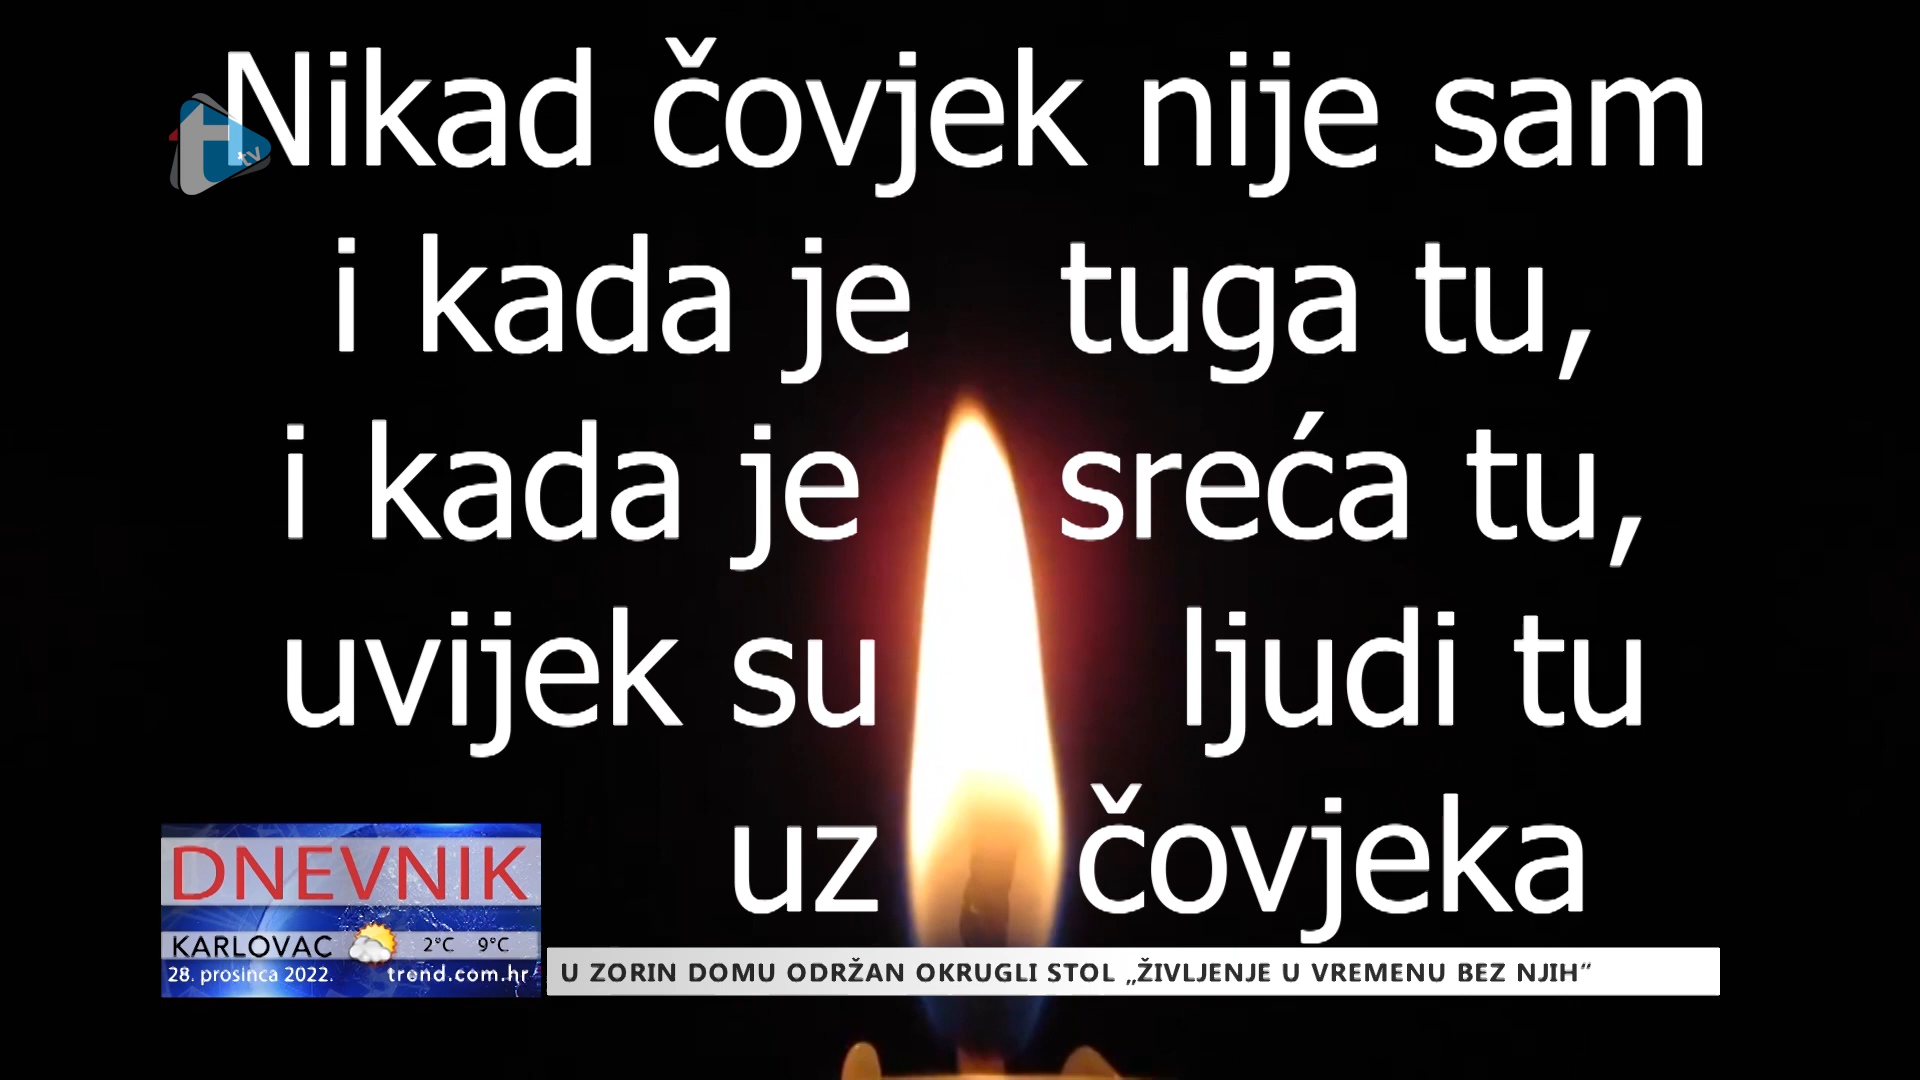 Nikad čovjek nije sam
i kada je tuga tu,
i kada je sreća tu,
uvijek su ljudi tu
uz čovjeka
t tv
DNEVNIK
KARLOVAC 2°C 9°C
28. prosinca 2022. trend.com.hr
U ZORIN DOMU ODRŽAN OKRUGLI STOL „ŽIVLJENJE U VREMENU BEZ NJIH“